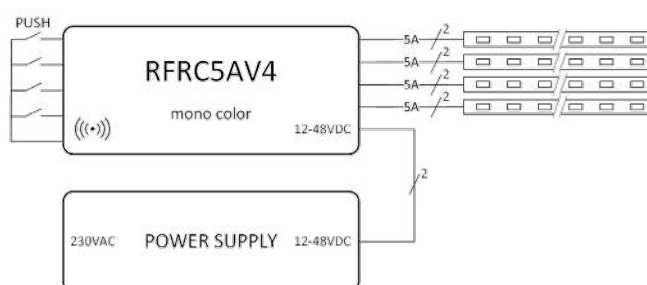 PUSH
RFRC5AV4
mono color
12-48VDC
5A 2
5A 2
5A 2
5A 2
2
230VAC POWER SUPPLY 12-48VDC